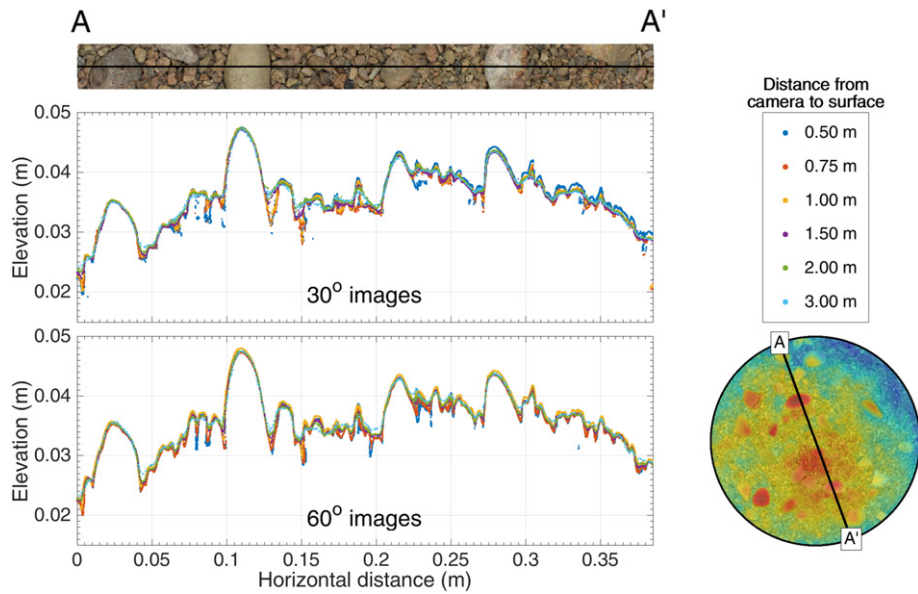 A
A'
0.05
0.04
0.03
0.02
Elevation (m)
30° images
0.05
0.04
0.03
0.02
Elevation (m)
60° images
0 0.05 0.1 0.15 0.2 0.25 0.3 0.35
Horizontal distance (m)
Distance from
camera to surface
0.50 m
0.75 m
1.00 m
1.50 m
2.00 m
3.00 m
A
A'